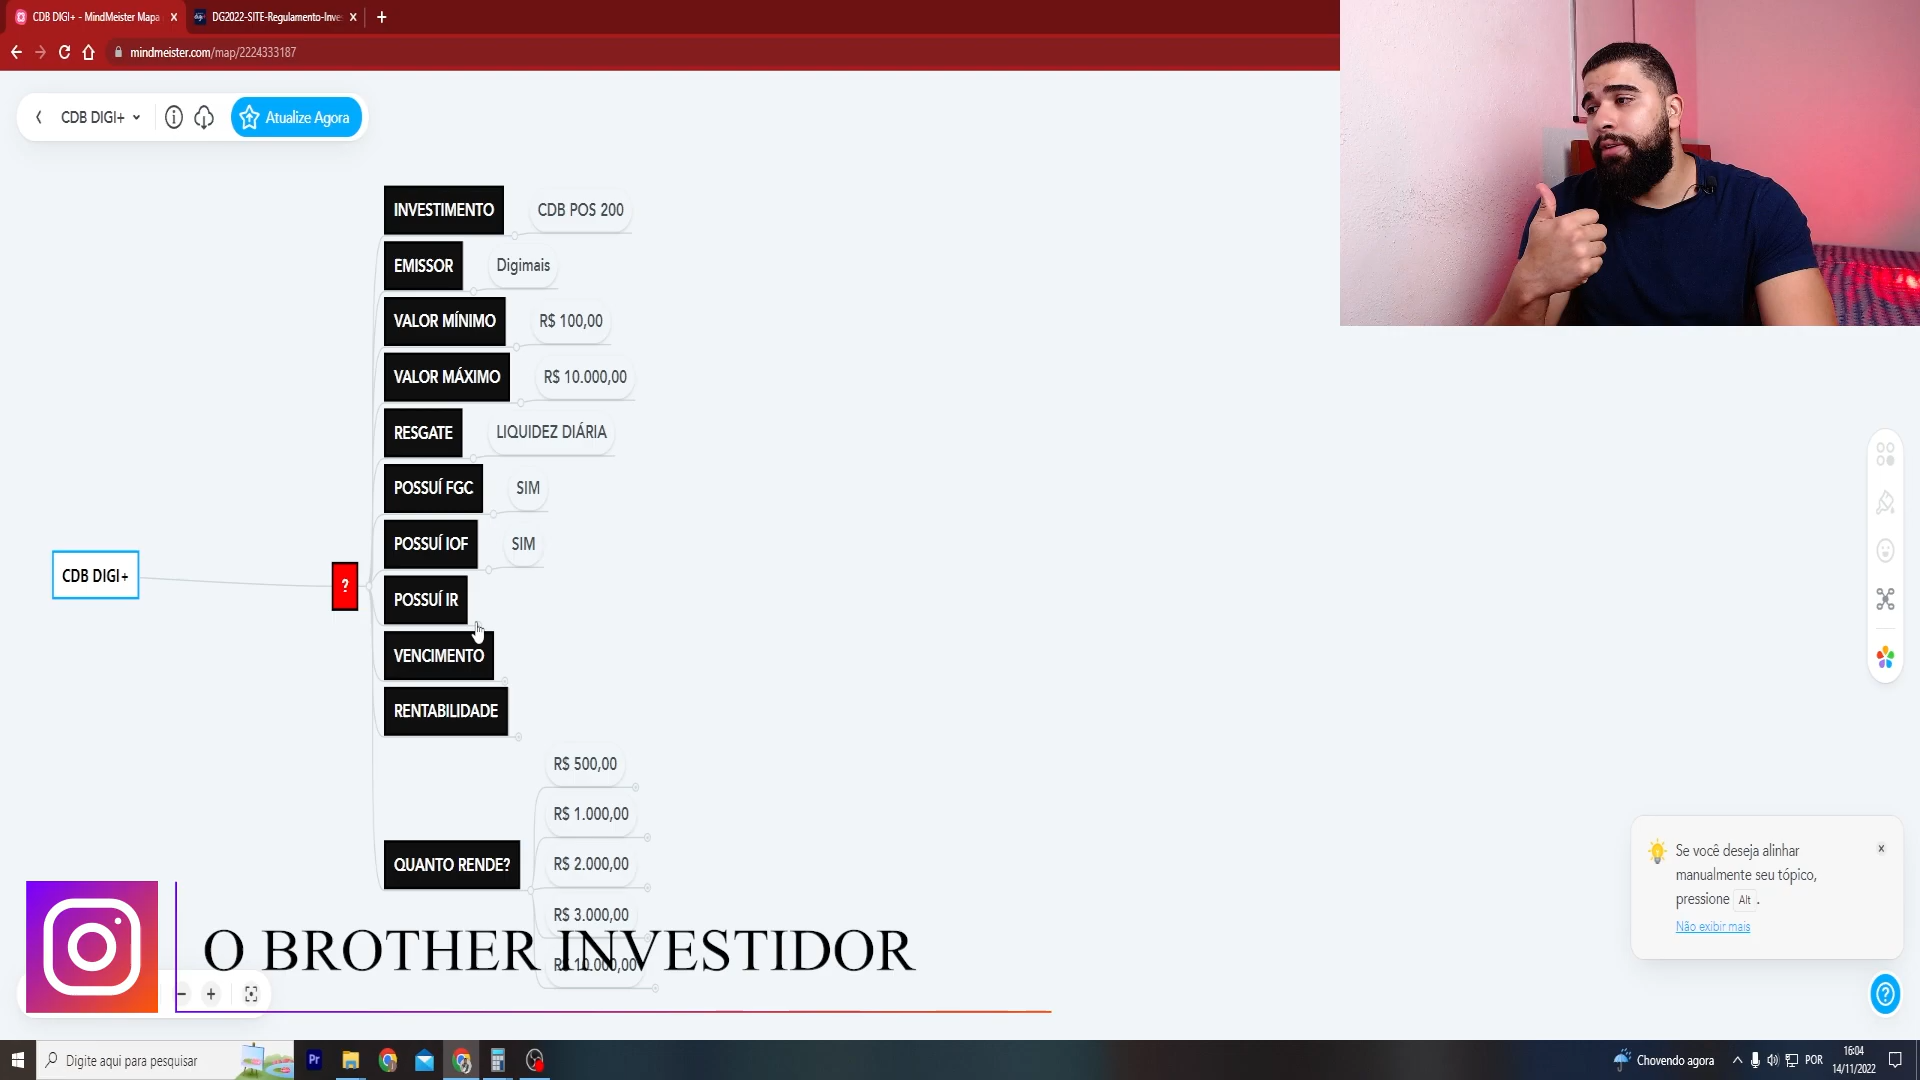 CDB DIGI+ - MindMeister Mapa
DG2022-SITE-Regulamento-Inve
mindmeister.com/map/2224333187
CDB DIGI+
Atualize Agora
INVESTIMENTO
CDB POS 200
EMISSOR
Digimais
VALOR MÍNIMO
R$ 100,00
VALOR MÁXIMO
R$ 10.000,00
RESGATE
LIQUIDEZ DIÁRIA
POSSUÍ FGC
SIM
POSSUÍ IOF
SIM
CDB DIGI+
?
POSSUÍ IR
VENCIMENTO
RENTABILIDADE
QUANTO RENDE?
R$ 500,00
R$ 1.000,00
R$ 2.000,00
R$ 3.000,00
R$ 10.000,00
O BROTHER INVESTIDOR
Se você deseja alinhar
manualmente seu tópico,
pressione Alt .
Não exibir mais
Digite aqui para pesquisar
Pr
Chovendo agora
POR
16:04
14/11/2022